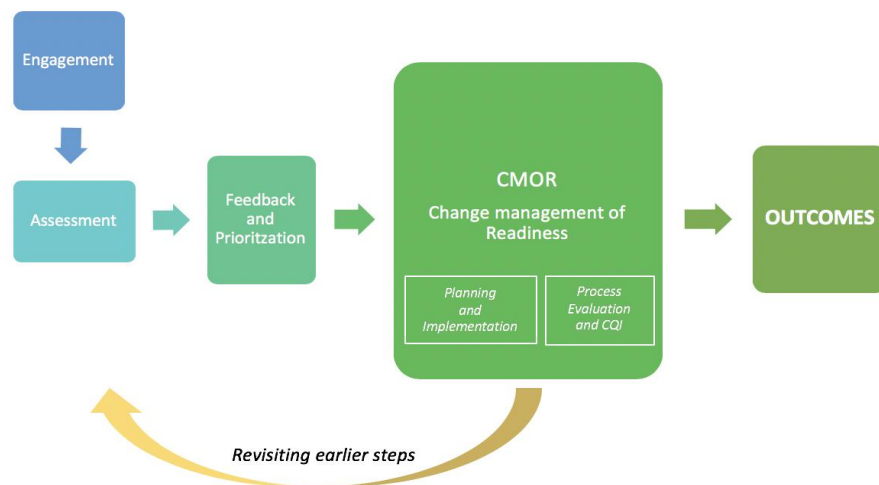 Engagement
Assessment
Feedback
and
Prioritzation
CMOR
Change management of
Readiness
Planning
and
Implementation
Process
Evaluation
and CQI
OUTCOMES
Revisiting earlier steps